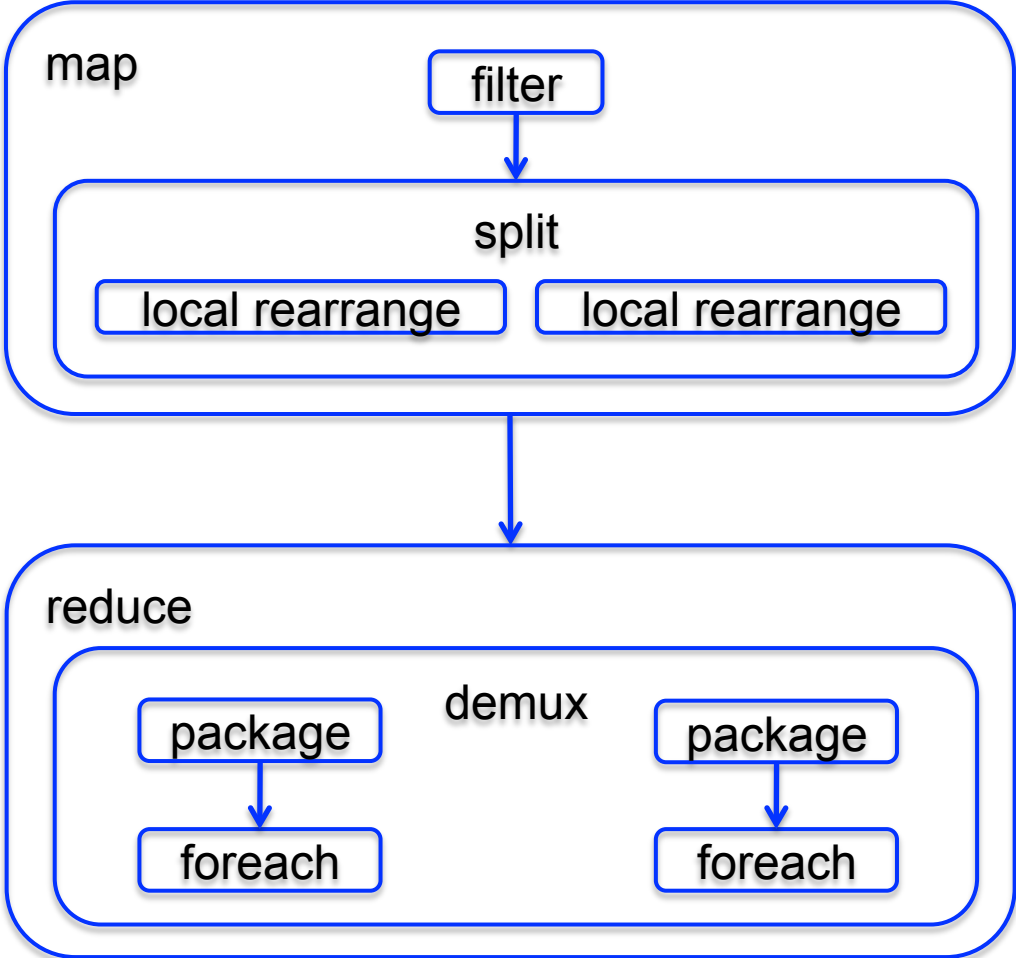 map
filter
split
local rearrange
local rearrange
reduce
demux
package
package
foreach
foreach